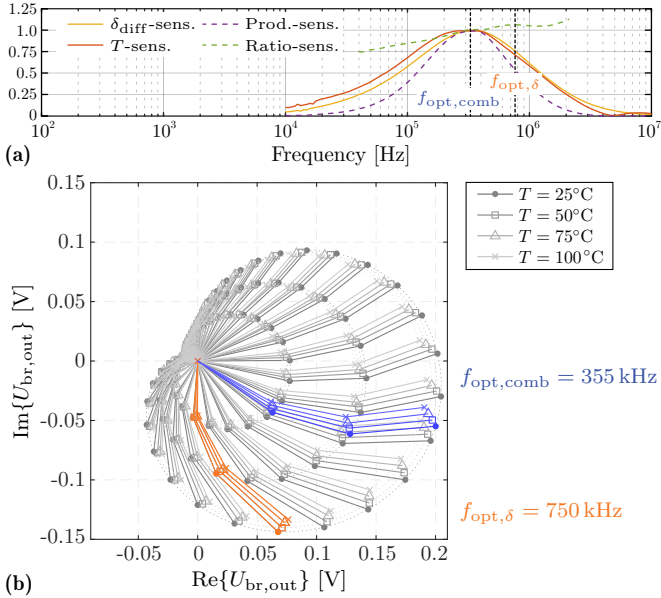 1.25
1.0
0.75
0.5
0.25
0
δdiff-sens.
Prod.-sens.
T-sens.
Ratio-sens.
fopt,comb
fopt,δ
10^2
10^3
10^4
10^5
10^6
10^7
(a)
Frequency [Hz]
0.15
0.1
0.05
0
-0.05
-0.1
-0.15
Im{Ubr,out} [V]
-0.05
0
0.05
0.1
0.15
0.2
(b)
Re{Ubr,out} [V]
T = 25°C
T = 50°C
T = 75°C
T = 100°C
fopt,comb = 355 kHz
fopt,δ = 750 kHz